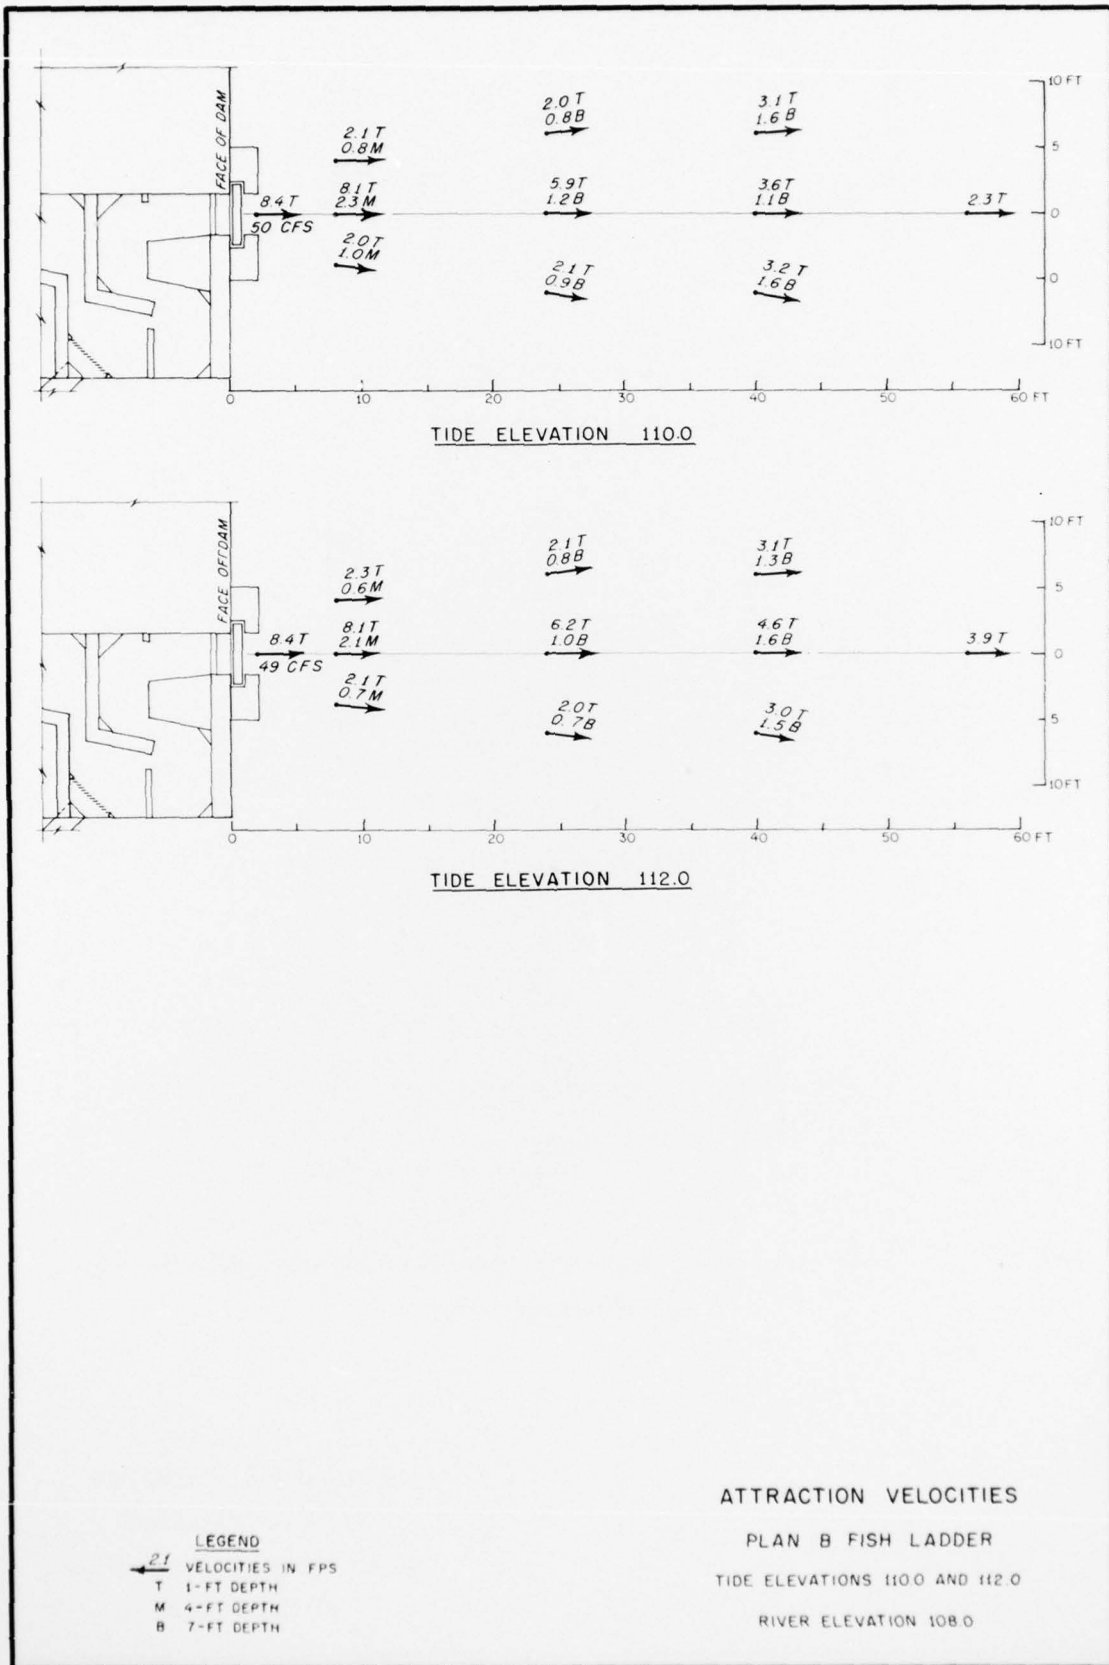 FACE OF DAM
8.4 T
50 CFS
2.1 T
0.8 M
8.1 T
2.3 M
2.0 T
1.0 M
2.0 T
0.8 B
5.9 T
1.2 B
2.1 T
0.9 B
3.1 T
1.6 B
3.6 T
1.1 B
3.2 T
1.6 B
2.3 T
10 FT
5
0
0
10 FT
0 10 20 30 40 50 60 FT
TIDE ELEVATION 110.0
FACE OF DAM
8.4 T
49 CFS
2.3 T
0.6 M
8.1 T
2.1 M
2.1 T
0.7 M
2.1 T
0.8 B
6.2 T
1.0 B
2.0 T
0.7 B
3.1 T
1.3 B
4.6 T
1.6 B
3.0 T
1.5 B
3.9 T
10 FT
5
0
5
10 FT
0 10 20 30 40 50 60 FT
TIDE ELEVATION 112.0
LEGEND
2.1 VELOCITIES IN FPS
T 1-FT DEPTH
M 4-FT DEPTH
B 7-FT DEPTH
ATTRACTION VELOCITIES
PLAN B FISH LADDER
TIDE ELEVATIONS 110.0 AND 112.0
RIVER ELEVATION 108.0